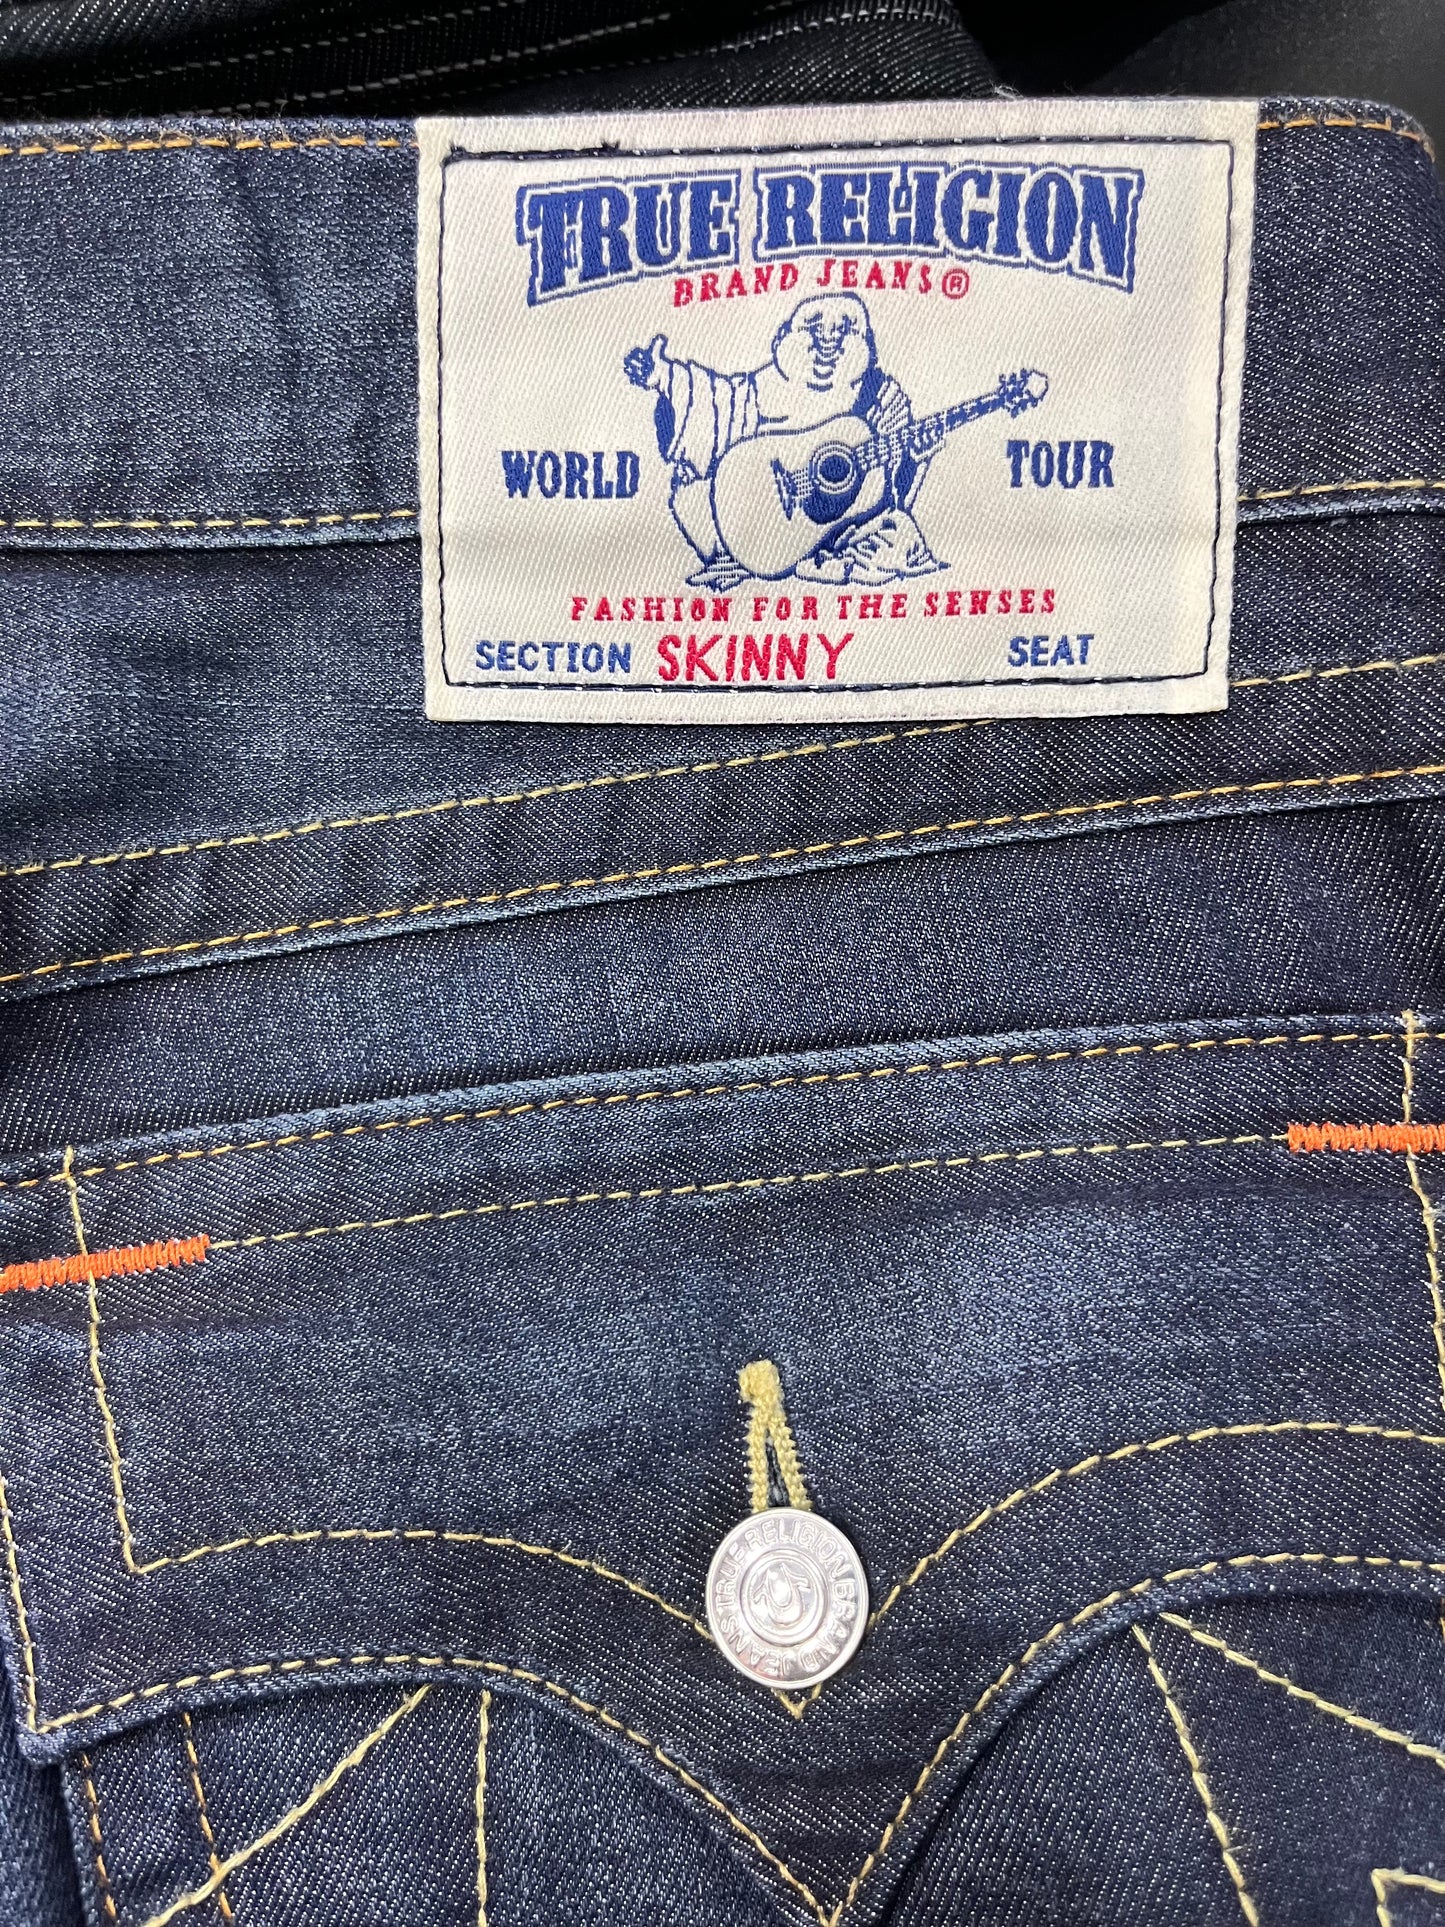 TRUE RELIGION
BRAND JEANS®
WORLD TOUR
FASHION FOR THE SENSES
SECTION SKINNY SEAT
TRUE RELIGION BRAND JEANS